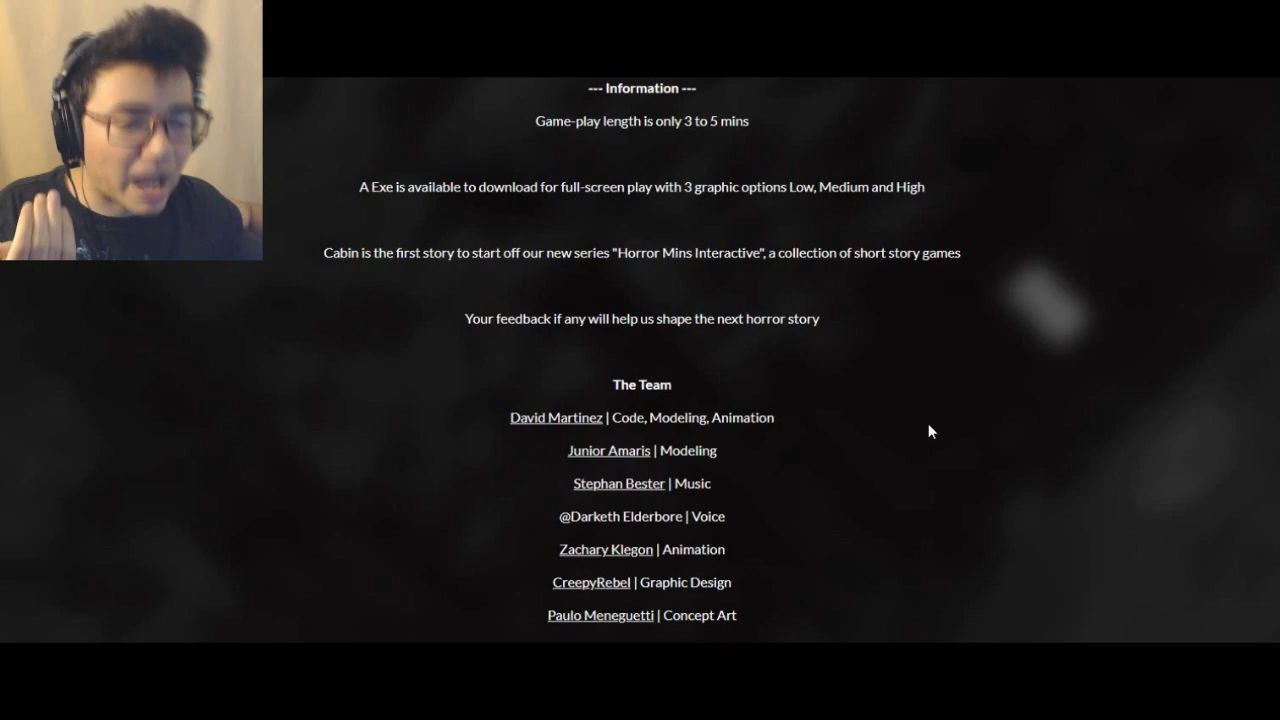 --- Information ---
Game-play length is only 3 to 5 mins
A Exe is available to download for full-screen play with 3 graphic options Low, Medium and High
Cabin is the first story to start off our new series "Horror Mins Interactive", a collection of short story games
Your feedback if any will help us shape the next horror story
The Team
David Martinez | Code, Modeling, Animation
Junior Amaris | Modeling
Stephan Bester | Music
@Darketh Elderbore | Voice
Zachary Klegon | Animation
CreepyRebel | Graphic Design
Paulo Meneguetti | Concept Art